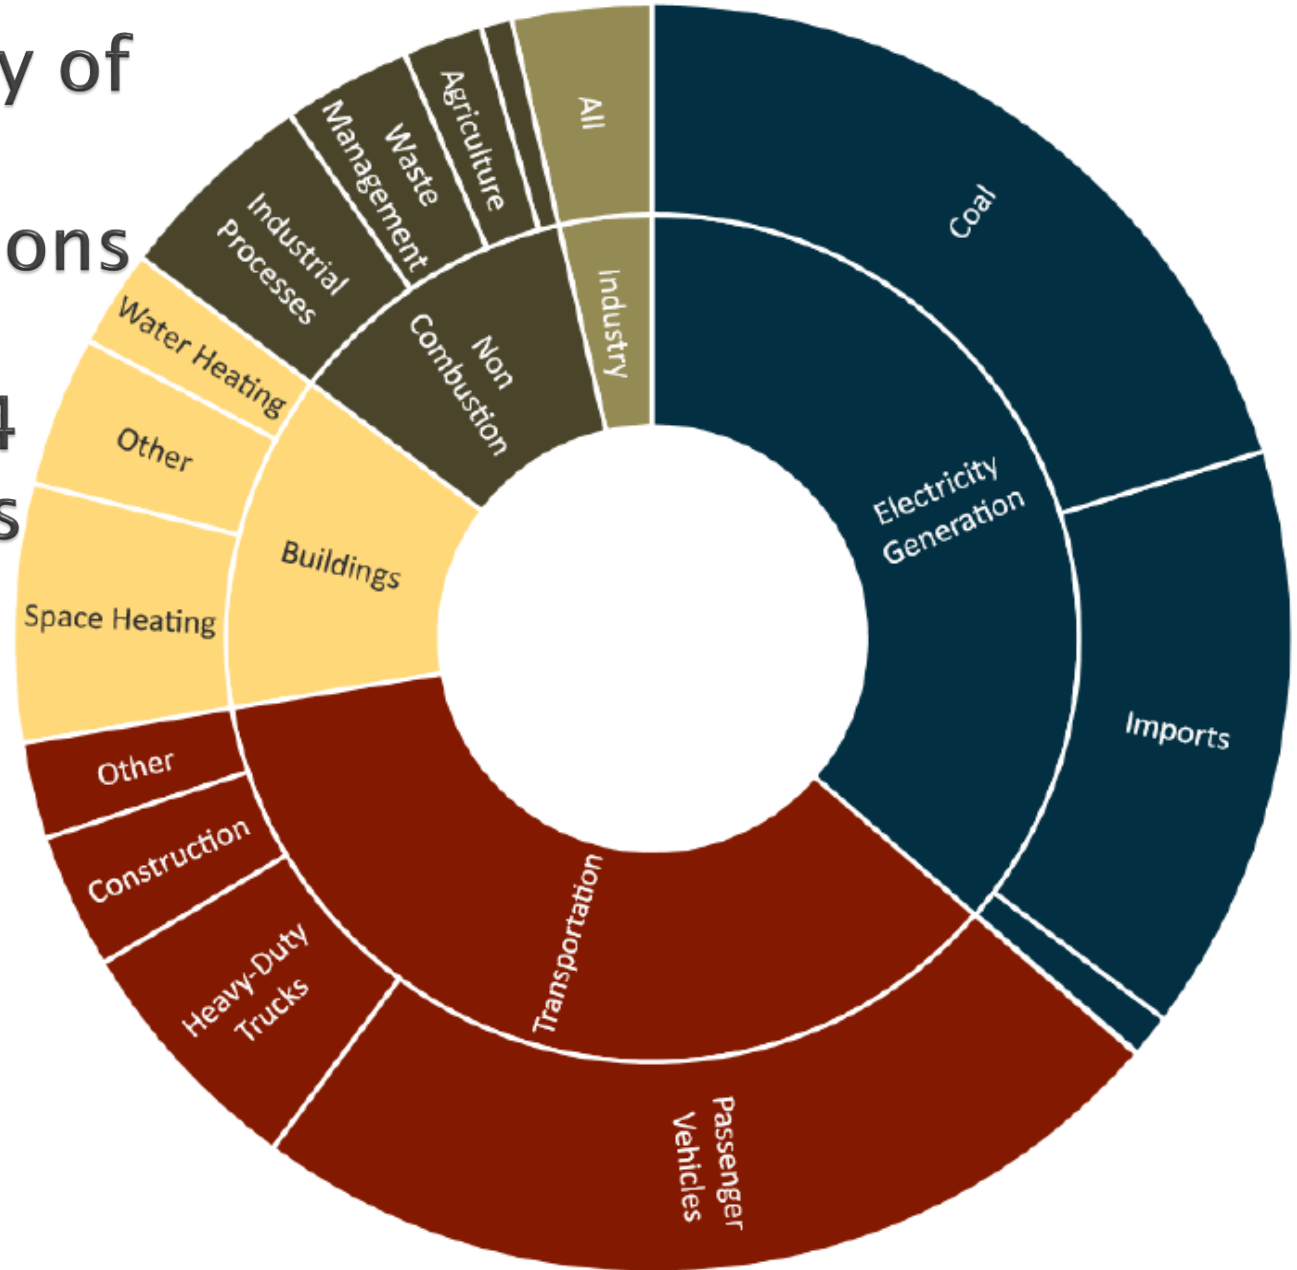 y of
ons
4
s
All
Industry
Coal
Electricity
Generation
Imports
Passenger
Vehicles
Transportation
Heavy-Duty
Trucks
Construction
Other
Space Heating
Other
Water Heating
Buildings
Industrial
Processes
Waste
Management
Agriculture
Non
Combustion